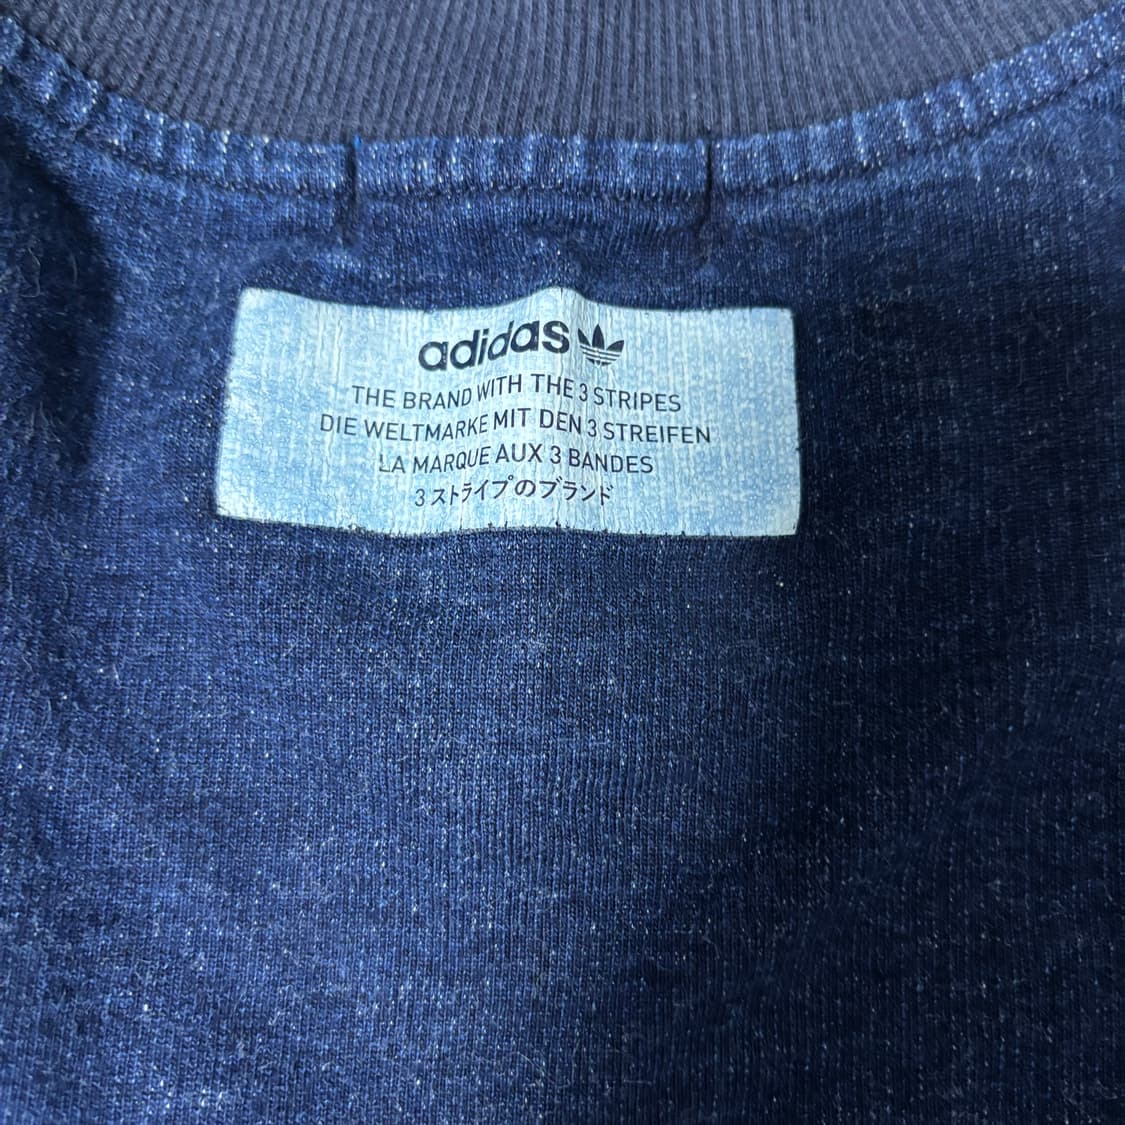 adidas
THE BRAND WITH THE 3 STRIPES
DIE WELTMARKE MIT DEN 3 STREIFEN
LA MARQUE AUX 3 BANDES
3ストライプのブランド